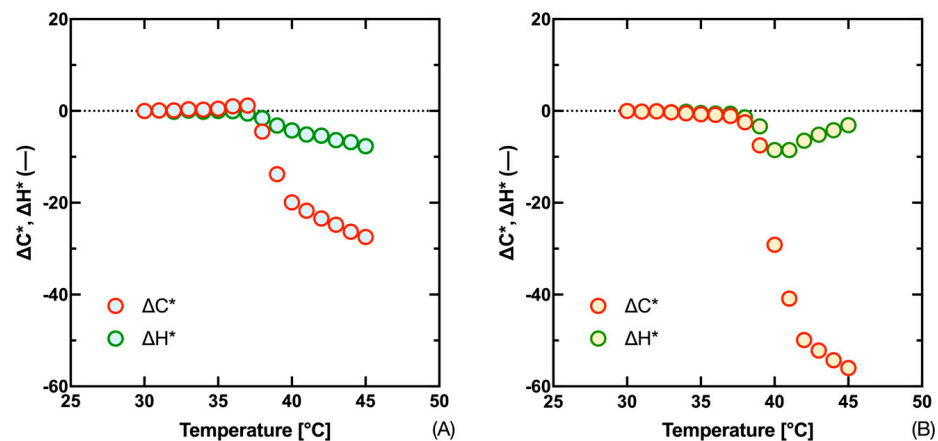 20
0
-20
-40
-60
ΔC*, ΔH* (—)
ΔC*
ΔH*
25 30 35 40 45 50
Temperature [°C]
(A)
20
0
-20
-40
-60
ΔC*, ΔH* (—)
ΔC*
ΔH*
25 30 35 40 45 50
Temperature [°C]
(B)